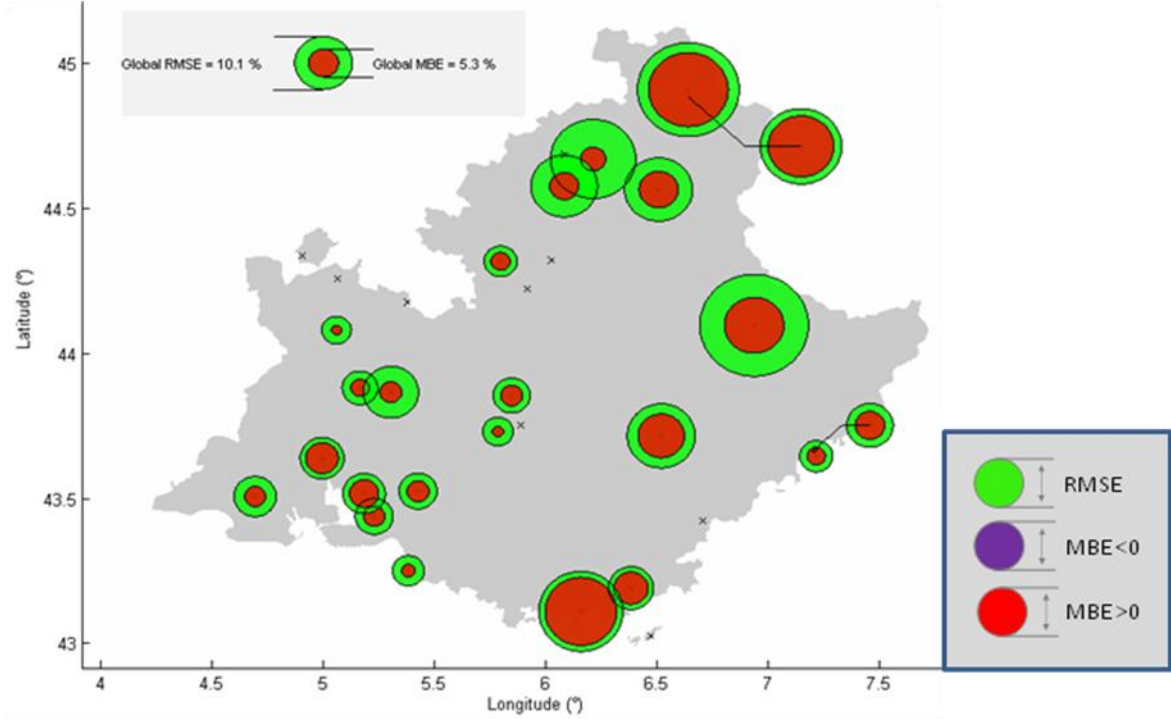 Global RMSE = 10.1 %
Global MBE = 5.3 %
45
44.5
44
43.5
43
Latitude (°)
4
4.5
5
5.5
6
6.5
7
7.5
Longitude (°)
RMSE
MBE<0
MBE>0